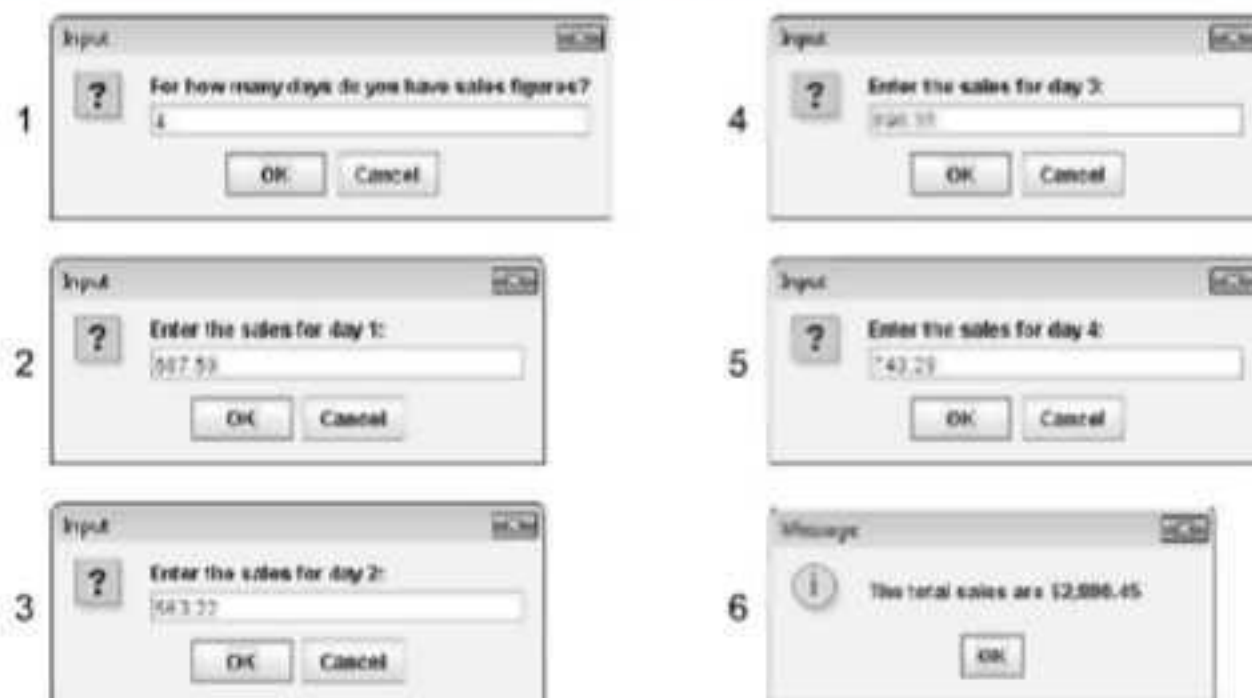 1
Input
? For how many days do you have sales figures?
4
OK Cancel
2
Input
? Enter the sales for day 1:
OK Cancel
3
Input
? Enter the sales for day 2:
OK Cancel
4
Input
? Enter the sales for day 3:
OK Cancel
5
Input
? Enter the sales for day 4:
OK Cancel
6
Message
i The total sales are
OK